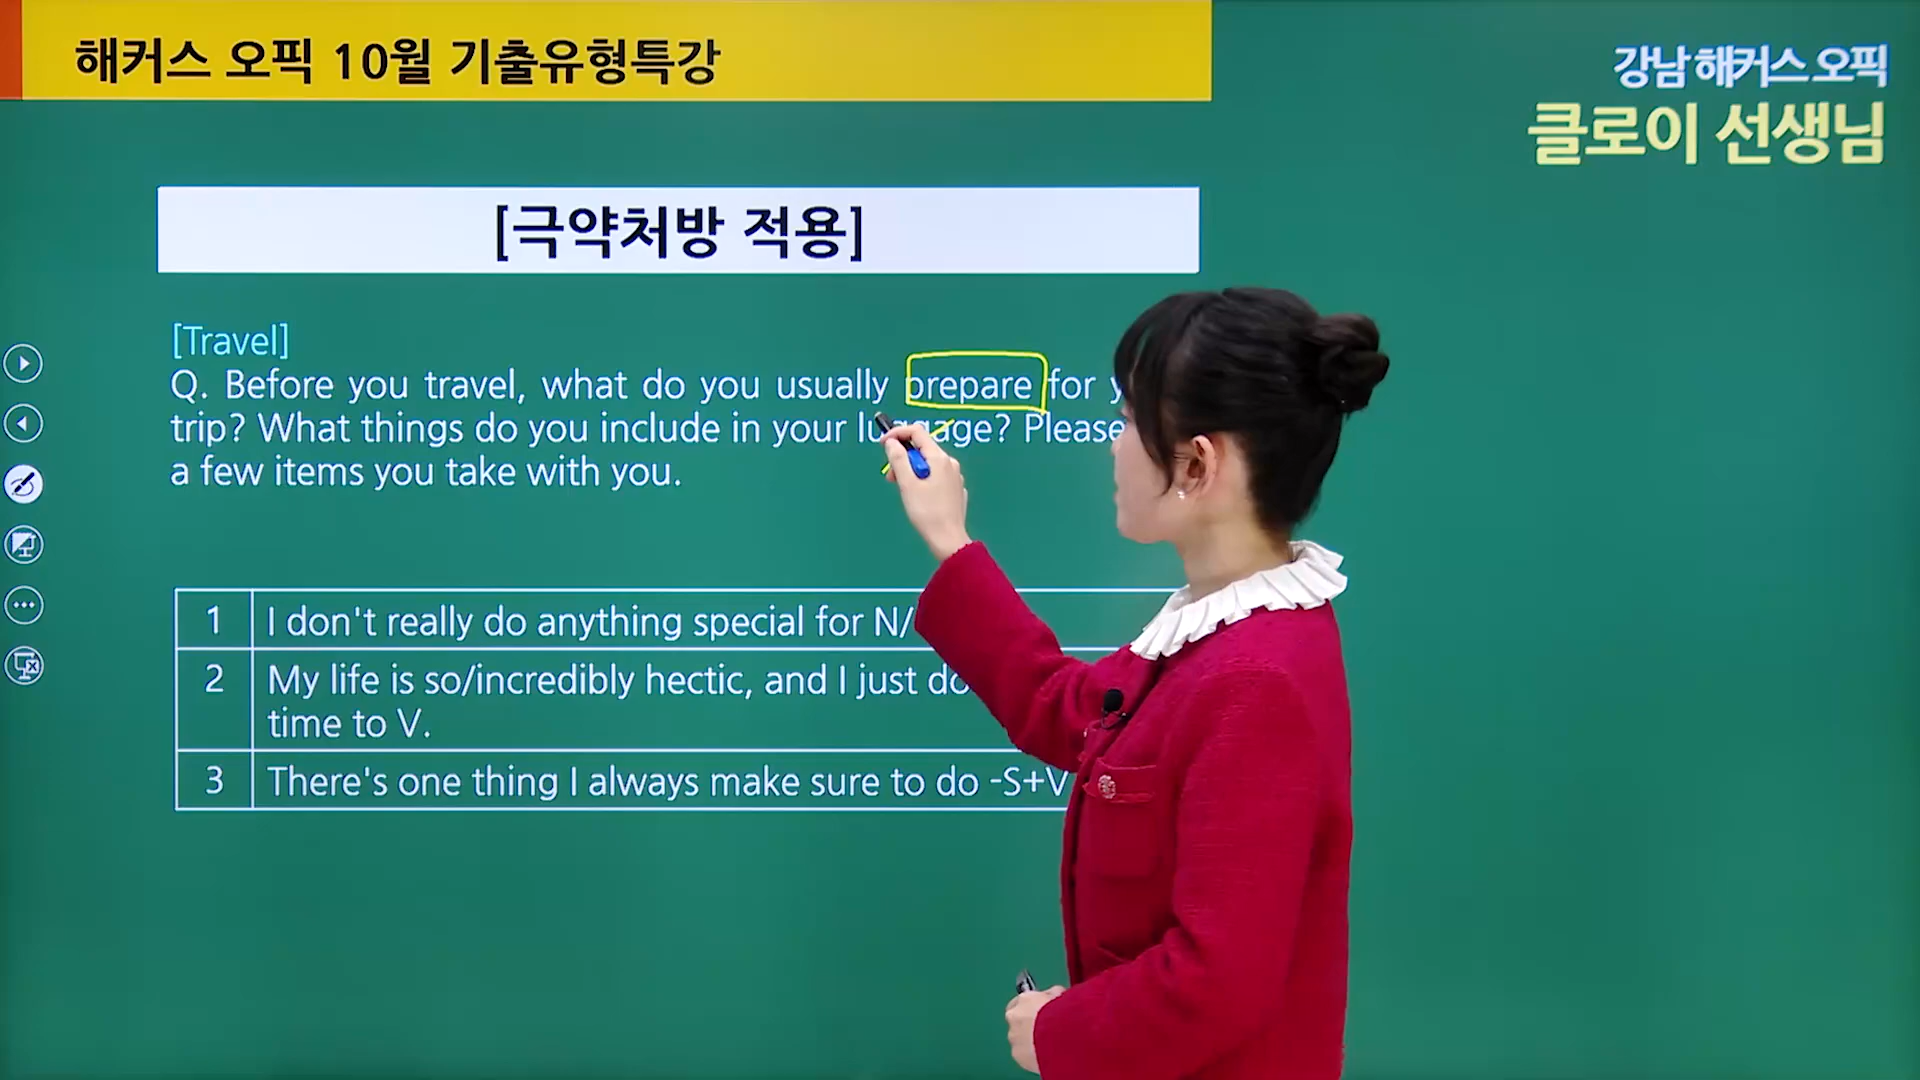 해커스 오픽 10월 기출유형특강
강남 해커스 오픽
클로이 선생님
[극약처방 적용]
[Travel]
Q. Before you travel, what do you usually prepare for
trip? What things do you include in your luggage? Please
a few items you take with you.
1 I don't really do anything special for N/
2 My life is so/incredibly hectic, and I just
time to V.
3 There's one thing I always make sure to do -S+V